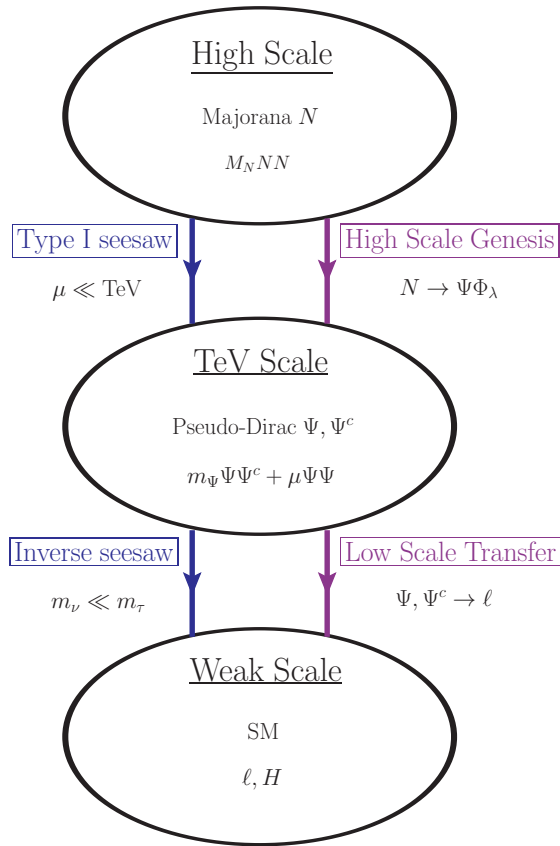 High Scale
Majorana N
M_N NN
Type I seesaw
High Scale Genesis
μ ≪ TeV
N → ΨΦ_λ
TeV Scale
Pseudo-Dirac Ψ, Ψ^c
m_Ψ ΨΨ^c + μΨΨ
Inverse seesaw
Low Scale Transfer
m_ν ≪ m_τ
Ψ, Ψ^c → ℓ
Weak Scale
SM
ℓ, H